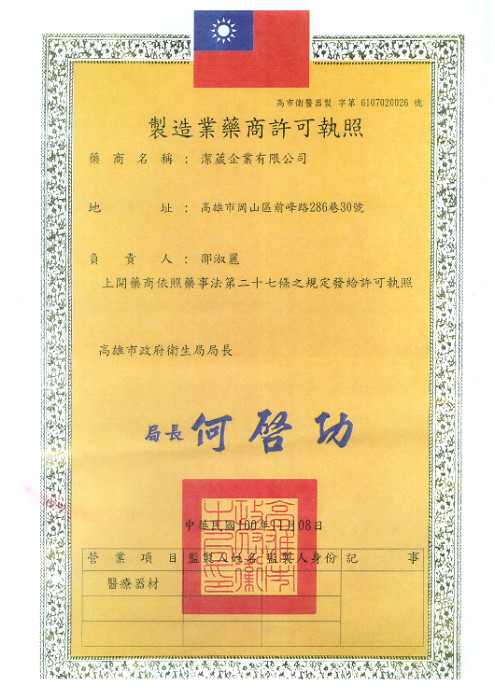 高市衛醫器製 字第 6107020026 號
製造業藥商許可執照
藥商名稱：潔葳企業有限公司
地址：高雄市岡山區前峰路286巷30號
負責人：邵淑麗
上開藥商依照藥事法第二十七條之規定發給許可執照
高雄市政府衛生局局長
局長 何啓功
中華民國100年11月08日
營業項目 監製人姓名 監製人身份 記事
醫療器材